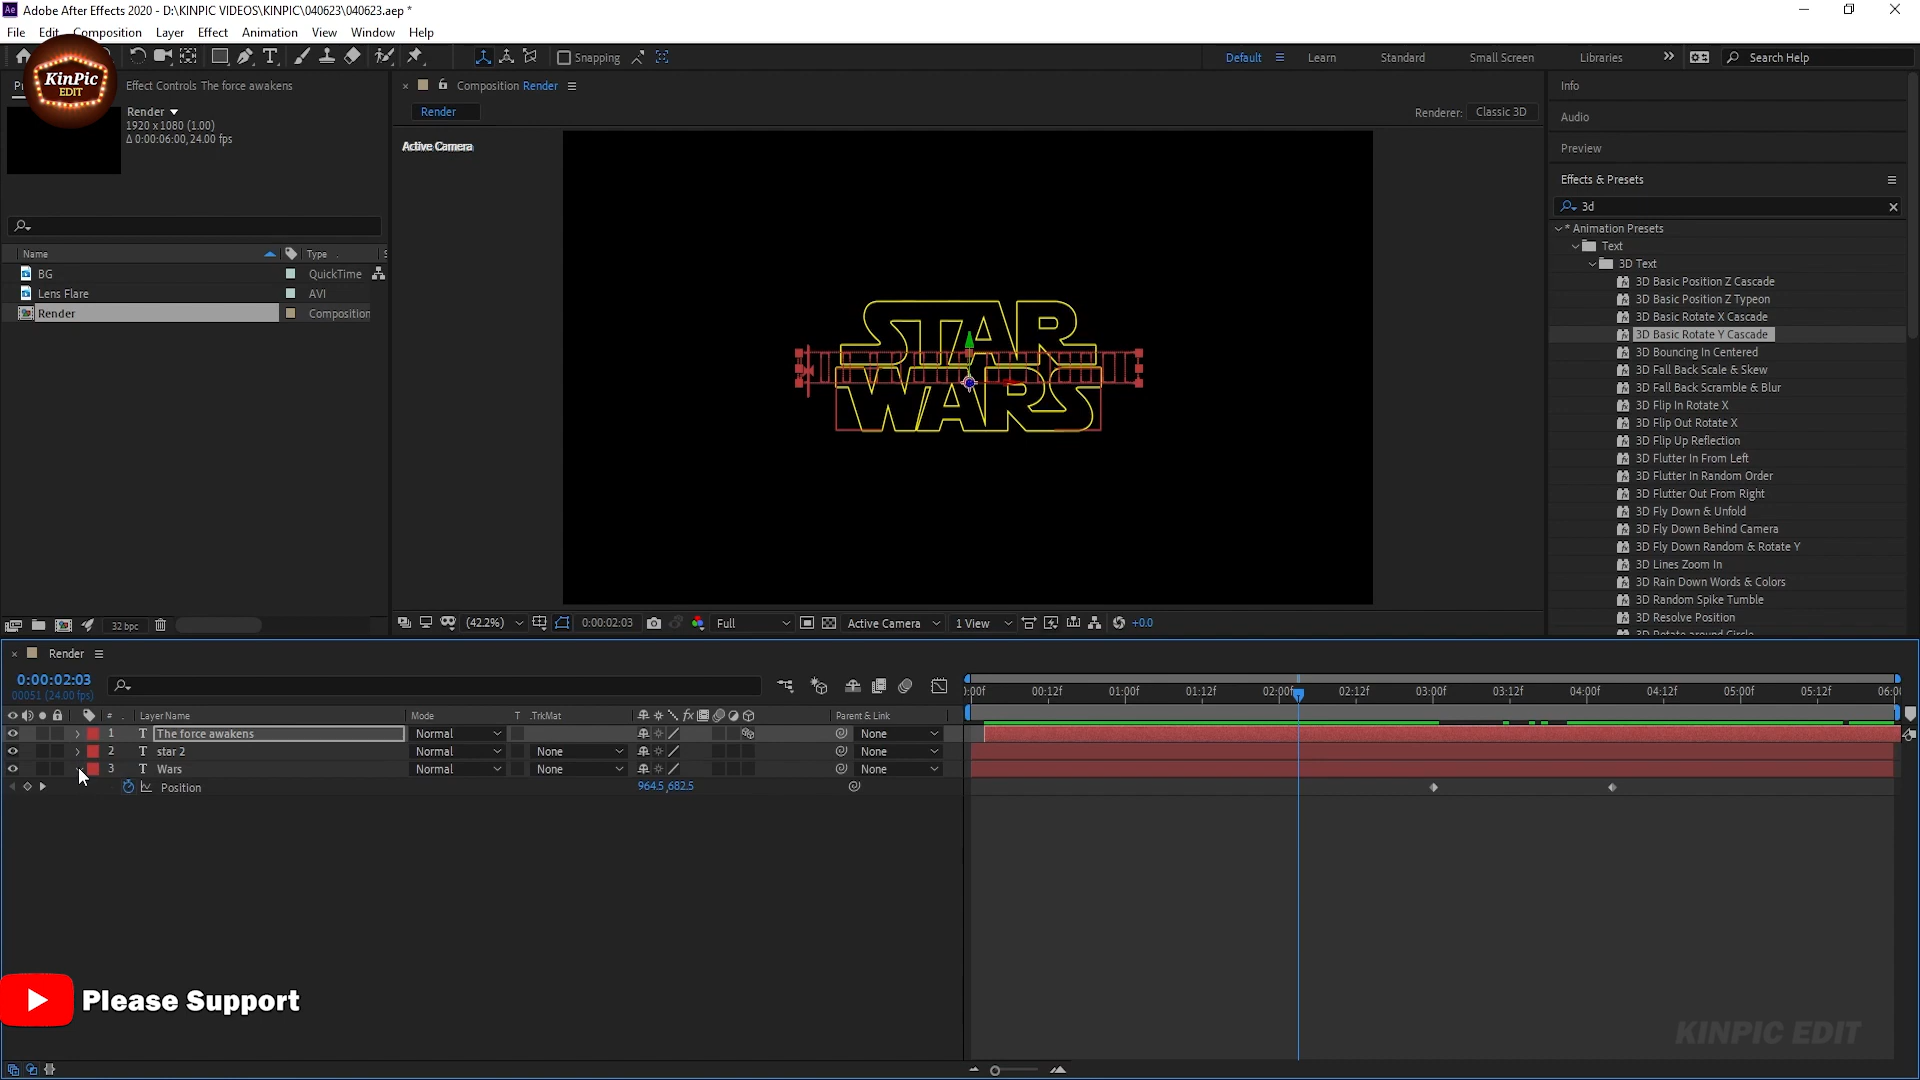 Adobe After Effects 2020 - D:\KINPIC VIDEOS\KINPIC\040623\040623.aep *
File Edit Composition Layer Effect Animation View Window Help
Snapping
Default Learn Standard Small Screen Libraries Search Help
KinPic
EDIT
Effect Controls The force awakens
Render
1920 x 1080 (1.00)
Δ 0:00:06:00, 24.00 fps
Name Type
BG QuickTime
Lens Flare AVI
Render Composition
32 bpc
Composition Render
Render
Renderer: Classic 3D
Active Camera
STAR
WARS
(42.2%) 0:00:02:03 Full Active Camera 1 View +0.0
Info
Audio
Preview
Effects & Presets
3d
* Animation Presets
Text
3D Text
3D Basic Position Z Cascade
3D Basic Position Z Typeon
3D Basic Rotate X Cascade
3D Basic Rotate Y Cascade
3D Bouncing In Centered
3D Fall Back Scale & Skew
3D Fall Back Scramble & Blur
3D Flip In Rotate X
3D Flip Out Rotate X
3D Flip Up Reflection
3D Flutter In From Left
3D Flutter In Random Order
3D Flutter Out From Right
3D Fly Down & Unfold
3D Fly Down Behind Camera
3D Fly Down Random & Rotate Y
3D Lines Zoom In
3D Rain Down Words & Colors
3D Random Spike Tumble
3D Resolve Position
Render
0:00:02:03
00051 (24.00 fps)
:00f 00:12f 01:00f 01:12f 02:00f 02:12f 03:00f 03:12f 04:00f 04:12f 05:00f 05:12f 06:0
# Layer Name Mode T .TrkMat Parent & Link
1 T The force awakens Normal None
2 T star 2 Normal None None
3 T Wars Normal None None
Position 964.5,682.5
Please Support
KINPIC EDIT